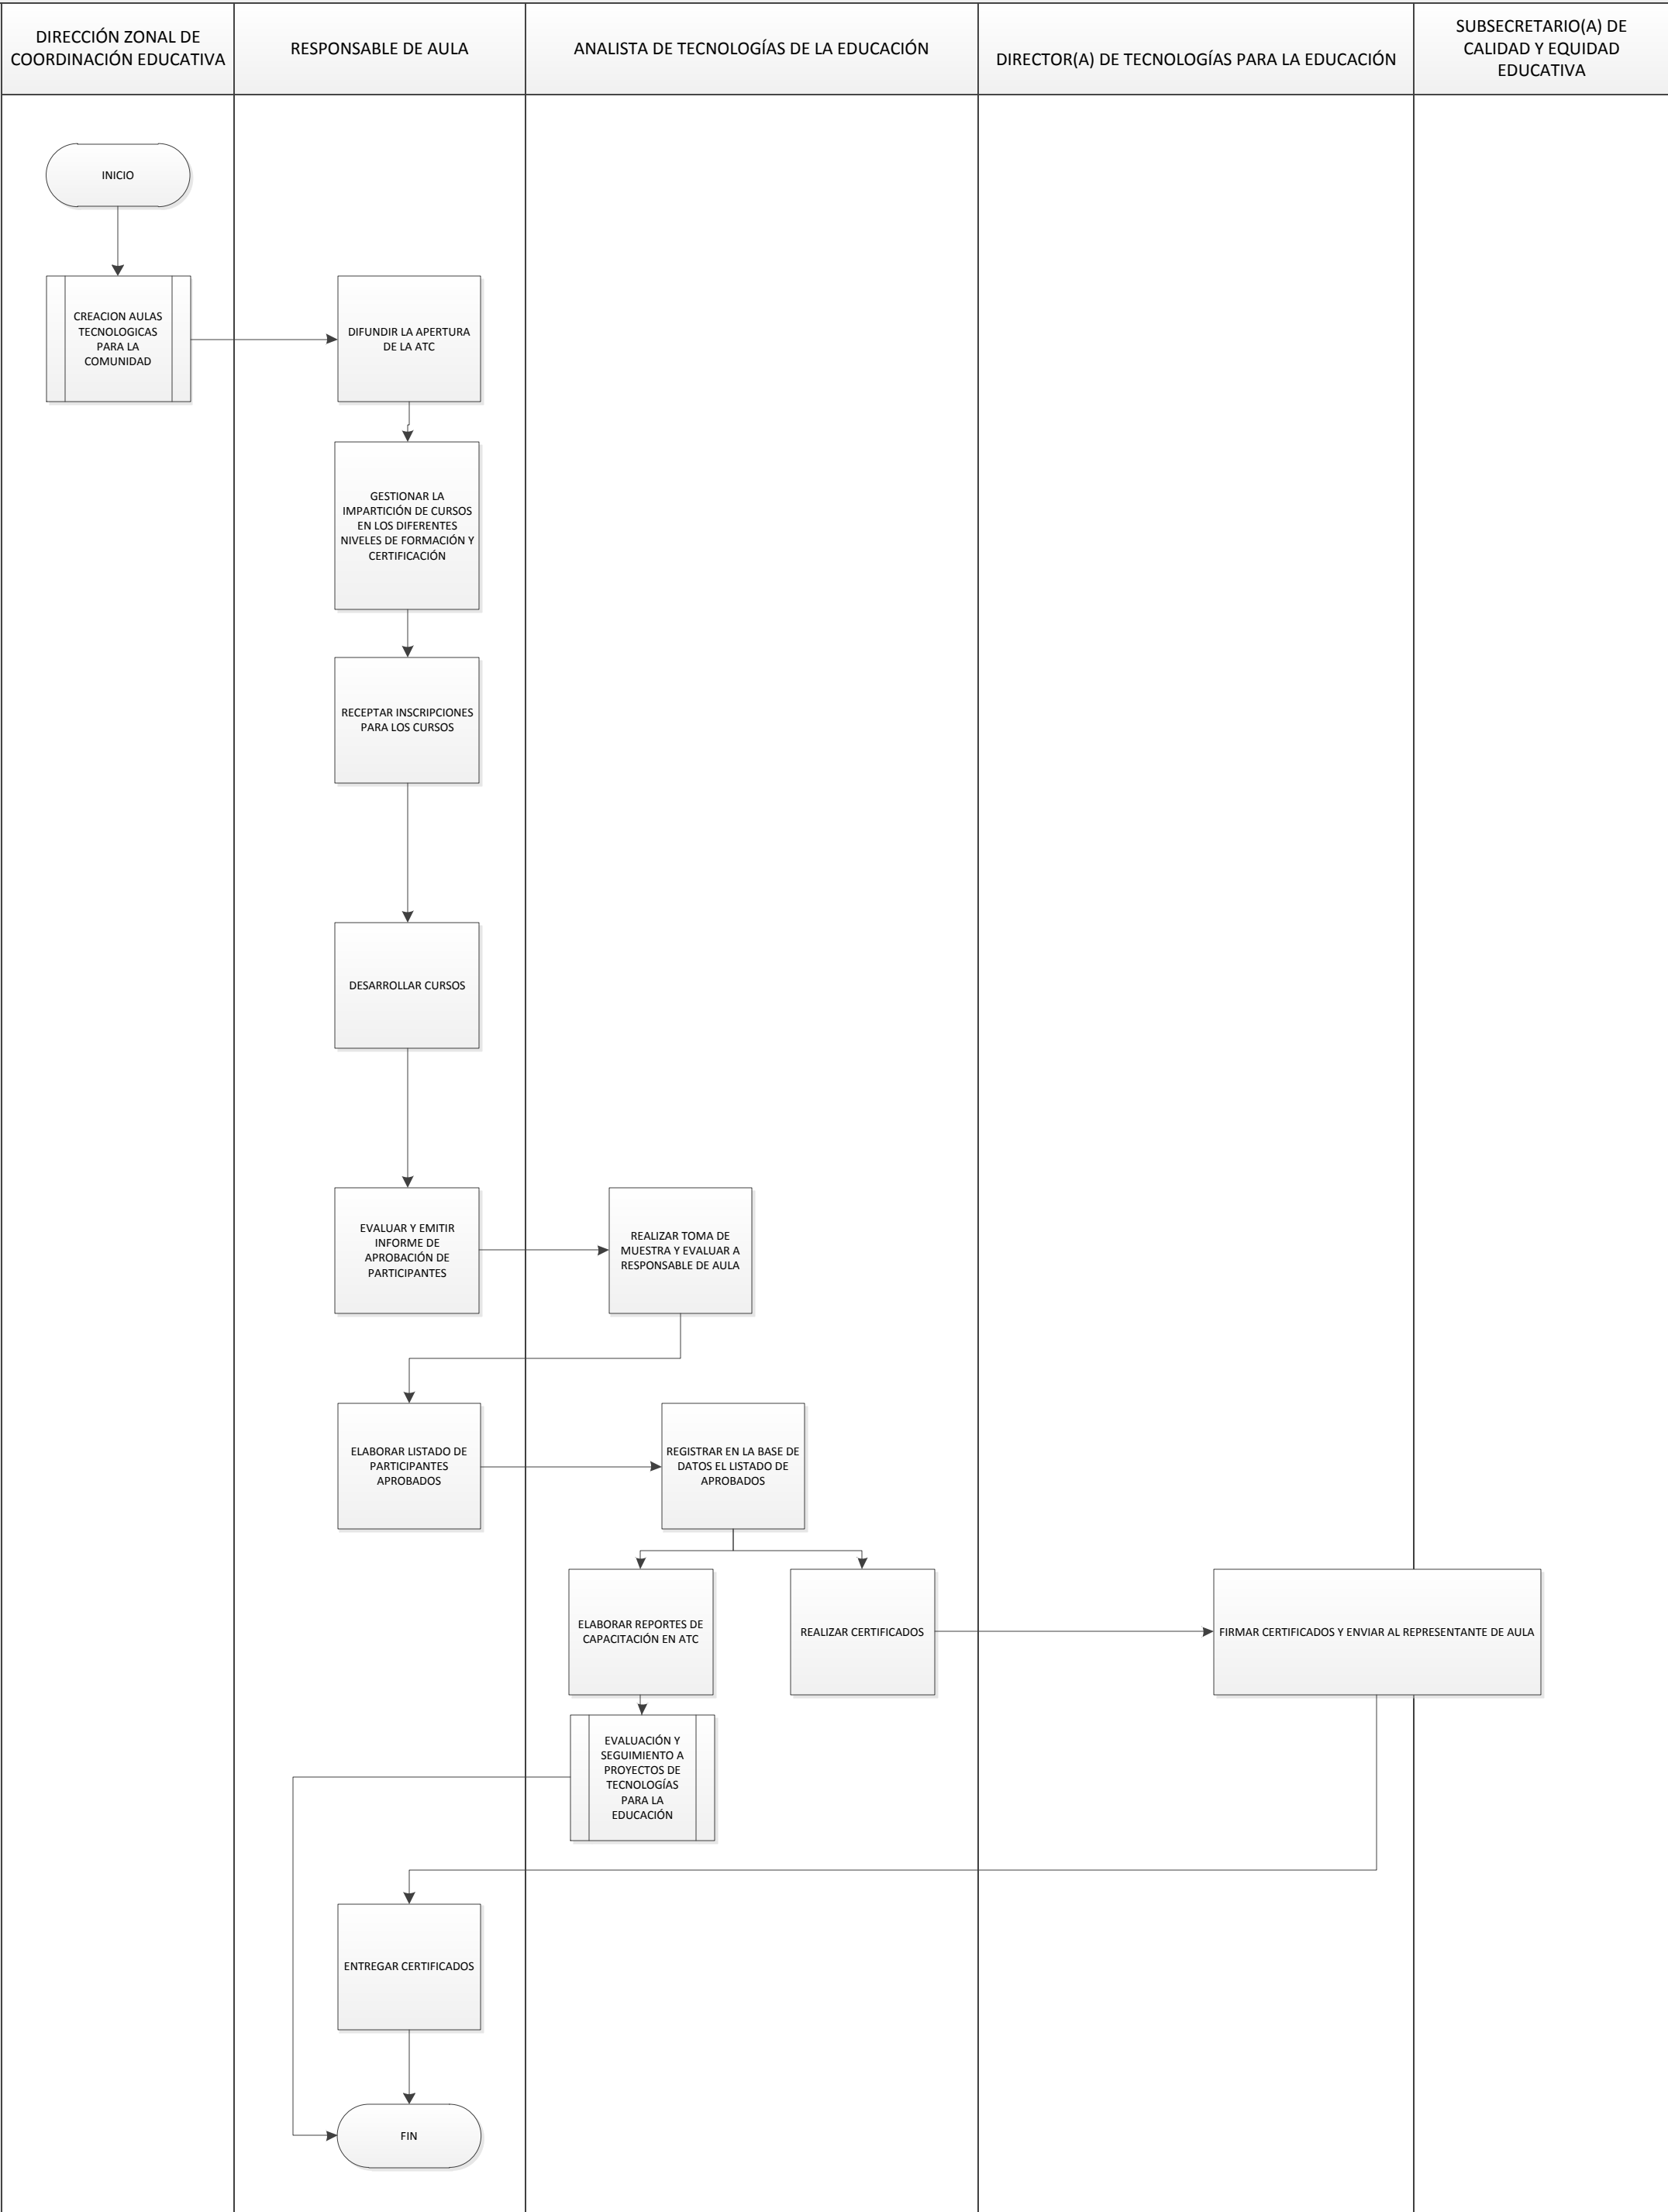 DIRECCIÓN ZONAL DE
COORDINACIÓN EDUCATIVA
RESPONSABLE DE AULA
ANALISTA DE TECNOLOGÍAS DE LA EDUCACIÓN
DIRECTOR(A) DE TECNOLOGÍAS PARA LA EDUCACIÓN
SUBSECRETARIO(A) DE
CALIDAD Y EQUIDAD
EDUCATIVA
INICIO
CREACION AULAS
TECNOLOGICAS
PARA LA
COMUNIDAD
DIFUNDIR LA APERTURA
DE LA ATC
GESTIONAR LA
IMPARTICIÓN DE CURSOS
EN LOS DIFERENTES
NIVELES DE FORMACIÓN Y
CERTIFICACIÓN
RECEPTAR INSCRIPCIONES
PARA LOS CURSOS
DESARROLLAR CURSOS
EVALUAR Y EMITIR
INFORME DE
APROBACIÓN DE
PARTICIPANTES
REALIZAR TOMA DE
MUESTRA Y EVALUAR A
RESPONSABLE DE AULA
ELABORAR LISTADO DE
PARTICIPANTES
APROBADOS
REGISTRAR EN LA BASE DE
DATOS EL LISTADO DE
APROBADOS
ELABORAR REPORTES DE
CAPACITACIÓN EN ATC
REALIZAR CERTIFICADOS
FIRMAR CERTIFICADOS Y ENVIAR AL REPRESENTANTE DE AULA
EVALUACIÓN Y
SEGUIMIENTO A
PROYECTOS DE
TECNOLOGÍAS
PARA LA
EDUCACIÓN
ENTREGAR CERTIFICADOS
FIN